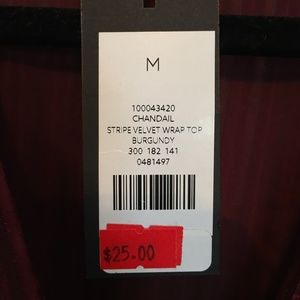 M
100043420
CHANDAIL
STRIPE VELVET WRAP TOP
BURGUNDY
300 182 141
0481497
$25.00